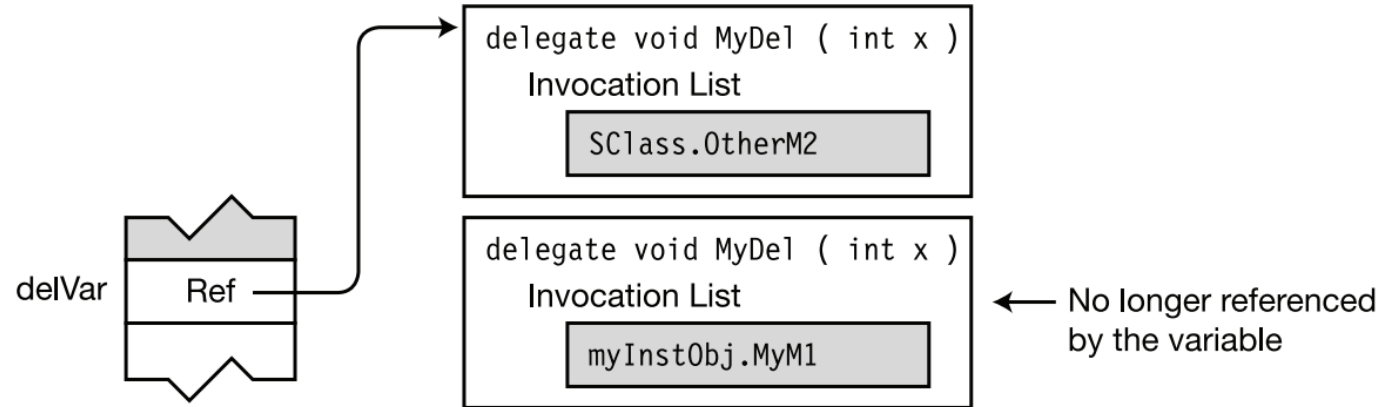 delegate void MyDel ( int x )
Invocation List
SClass.OtherM2
delVar
Ref
delegate void MyDel ( int x )
Invocation List
myInstObj.MyM1
No longer referenced
by the variable